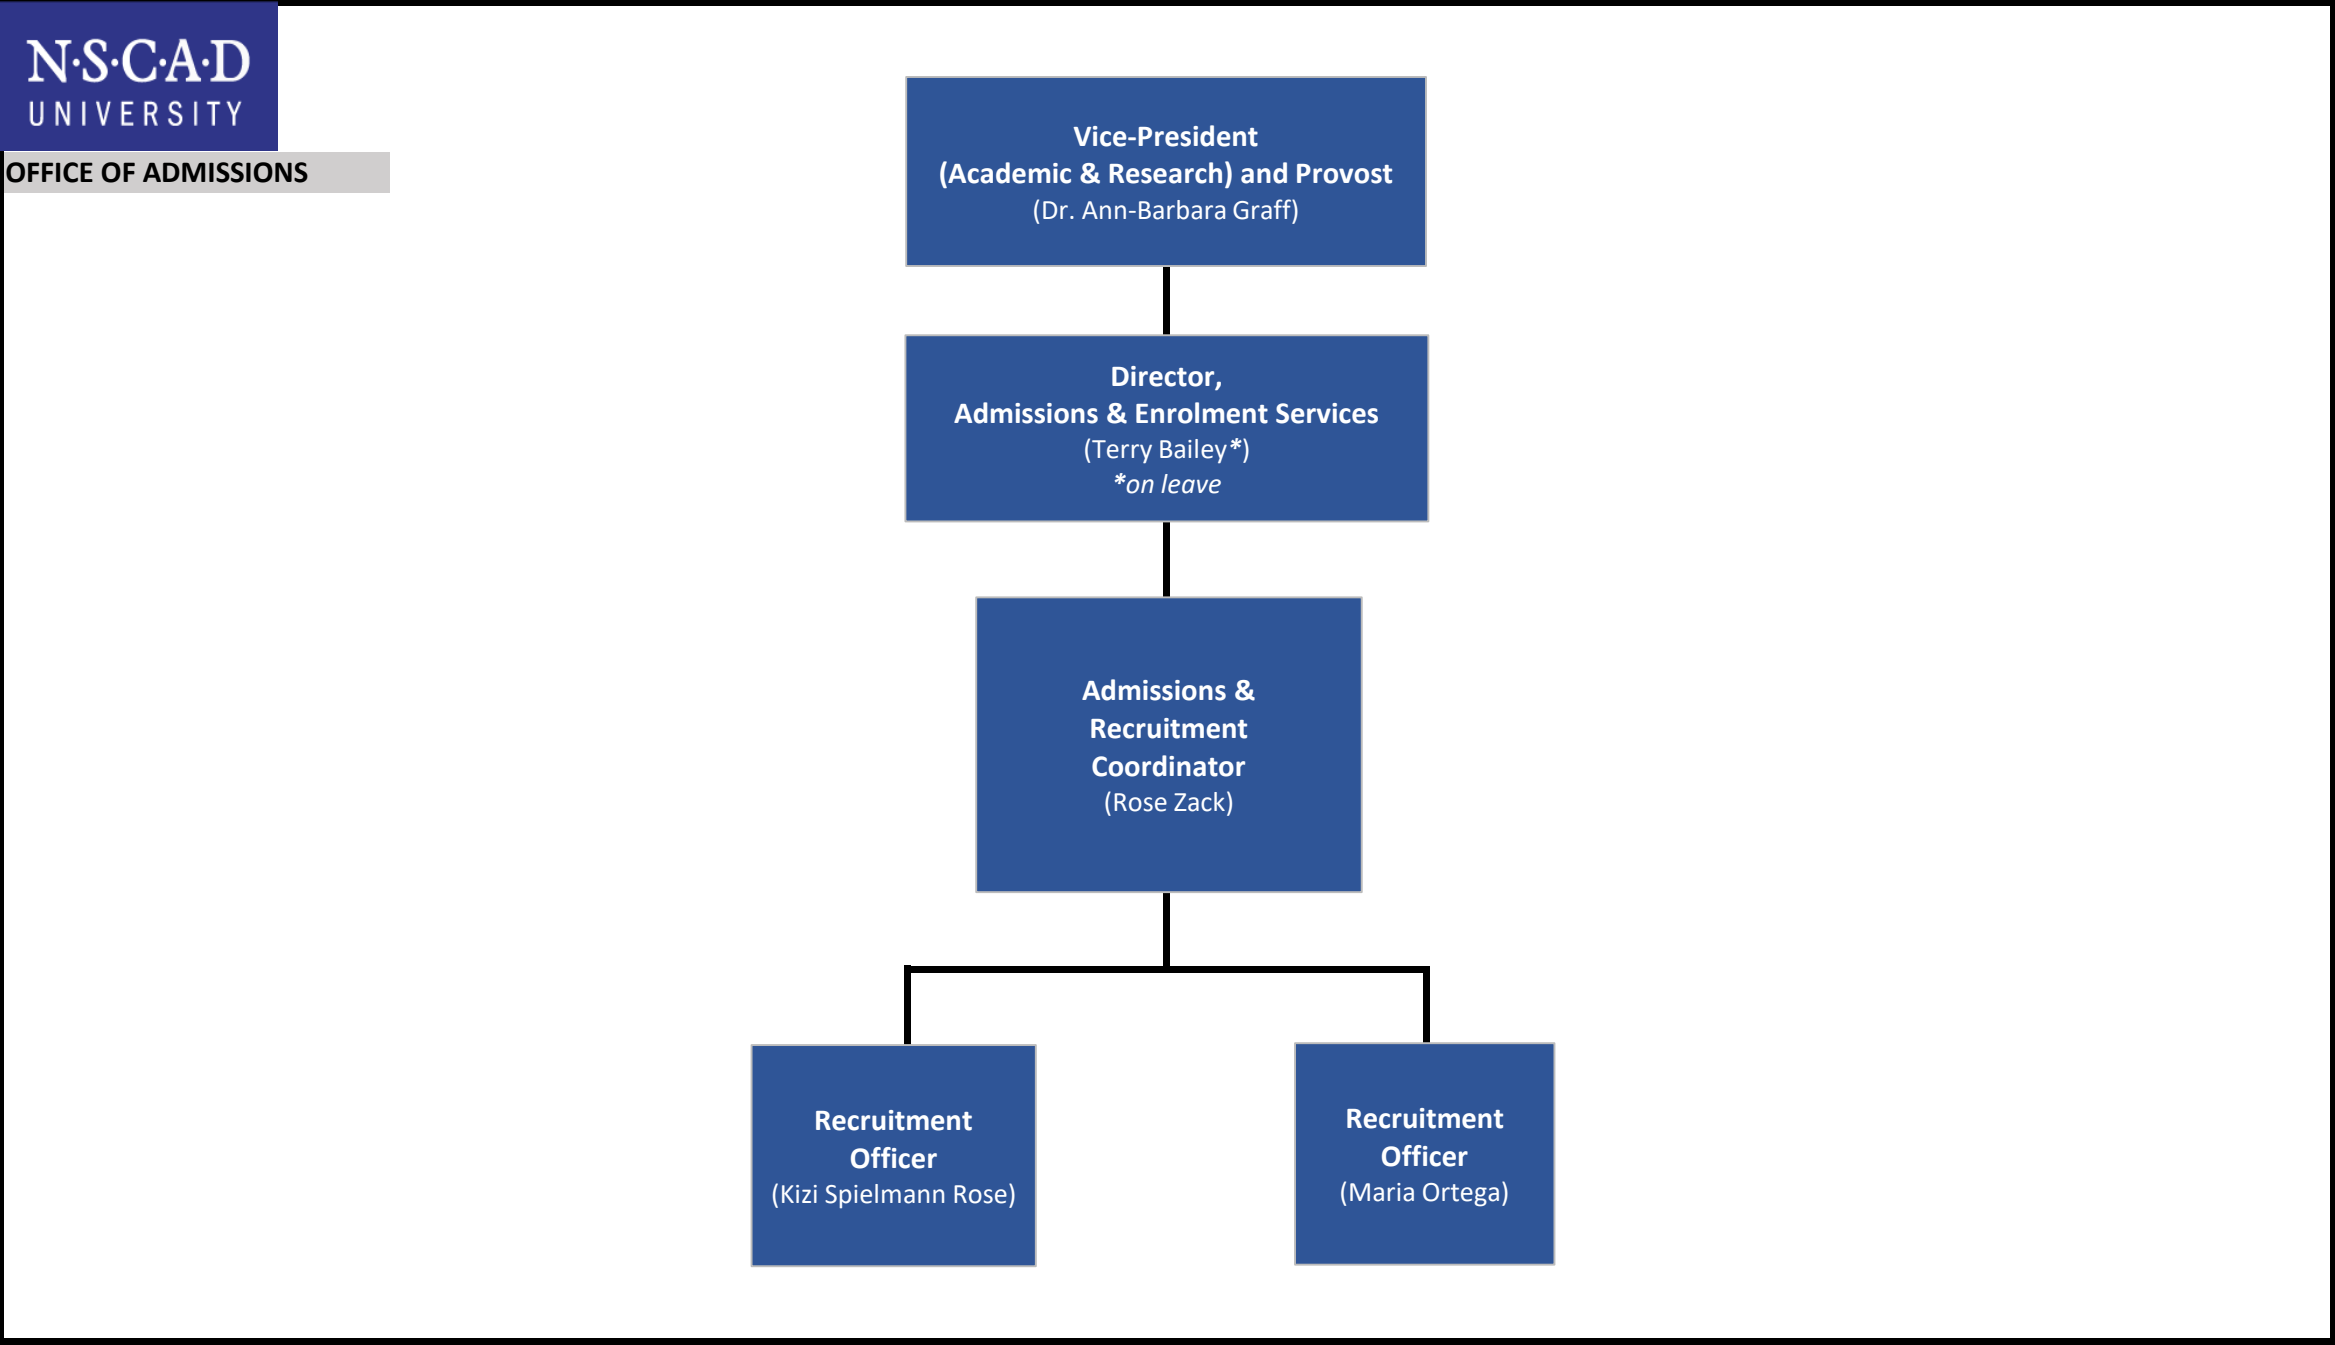 N·S·C·A·D
UNIVERSITY
OFFICE OF ADMISSIONS
Vice-President
(Academic & Research) and Provost
(Dr. Ann-Barbara Graff)
Director,
Admissions & Enrolment Services
(Terry Bailey*)
*on leave
Admissions &
Recruitment
Coordinator
(Rose Zack)
Recruitment
Officer
(Kizi Spielmann Rose)
Recruitment
Officer
(Maria Ortega)